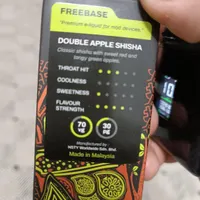 FREEBASE
"Premium e-liquid for mod devices."
DOUBLE APPLE SHISHA
Classic shisha with sweet red and
tangy green apples.
THROAT HIT
COOLNESS
SWEETNESS
FLAVOUR
STRENGTH
70
VG
30
PG
Manufactured by
NSTY Worldwide Sdn. Bhd.
Made in Malaysia